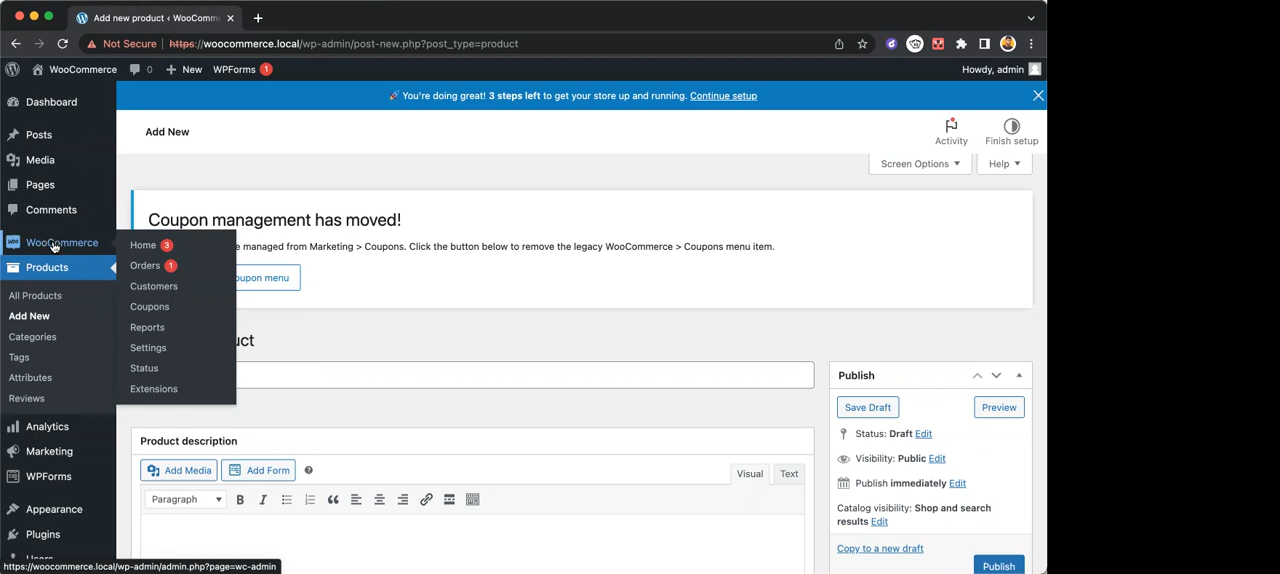 Add new product ‹ WooComm
Not Secure | https://woocommerce.local/wp-admin/post-new.php?post_type=product
WooCommerce 0 New WPForms 1 Howdy, admin
🚀 You're doing great! 3 steps left to get your store up and running. Continue setup
Dashboard
Posts
Media
Pages
Comments
WooCommerce
Products
All Products
Add New
Categories
Tags
Attributes
Reviews
Analytics
Marketing
WPForms
Appearance
Plugins
Home 3
Orders 1
Customers
Coupons
Reports
Settings
Status
Extensions
Add New
Activity
Finish setup
Screen Options
Help
Coupon management has moved!
managed from Marketing > Coupons. Click the button below to remove the legacy WooCommerce > Coupons menu item.
oupon menu
uct
Product description
Add Media
Add Form
Visual
Text
Paragraph
Publish
Save Draft
Preview
Status: Draft Edit
Visibility: Public Edit
Publish immediately Edit
Catalog visibility: Shop and search
results Edit
Copy to a new draft
Publish
https://woocommerce.local/wp-admin/admin.php?page=wc-admin